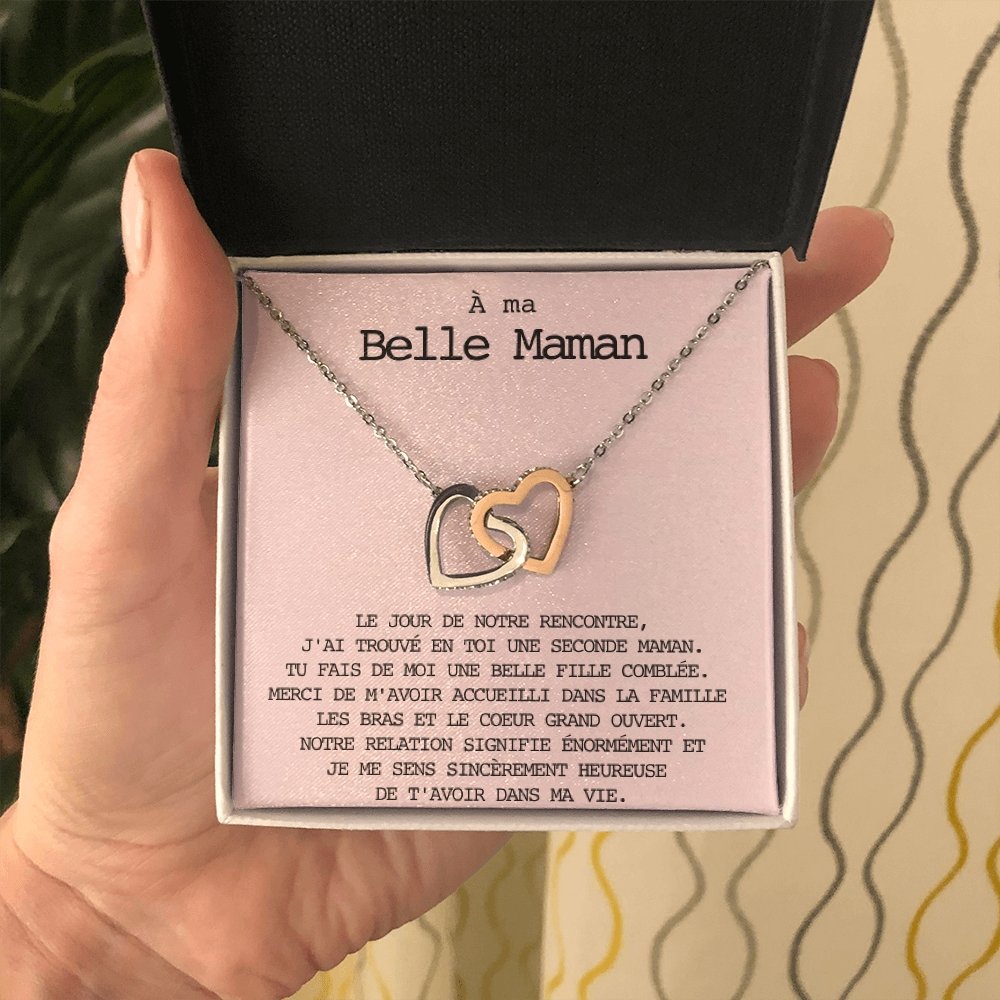 À ma
Belle Maman
LE JOUR DE NOTRE RENCONTRE,
J'AI TROUVÉ EN TOI UNE SECONDE MAMAN.
TU FAIS DE MOI UNE BELLE FILLE COMBLÉE.
MERCI DE M'AVOIR ACCUEILLI DANS LA FAMILLE
LES BRAS ET LE COEUR GRAND OUVERT.
NOTRE RELATION SIGNIFIE ÉNORMÉMENT ET
JE ME SENS SINCÈREMENT HEUREUSE
DE T'AVOIR DANS MA VIE.